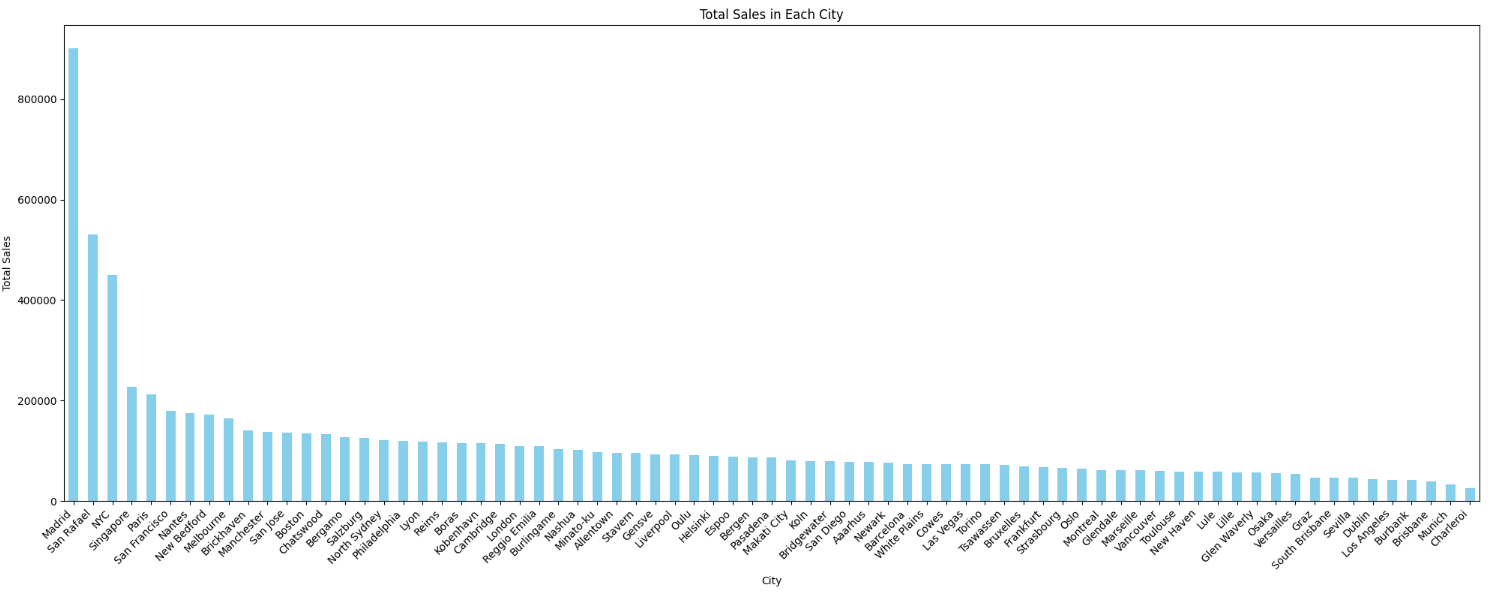 Total Sales in Each City
800000
600000
400000
200000
0
Total Sales
Madrid
San Rafael
NYC
Singapore
Paris
San Francisco
Nantes
New Bedford
Melbourne
Brickhaven
Manchester
San Jose
Boston
Chatswood
Bergamo
Salzburg
North Sydney
Philadelphia
Lyon
Reims
Boras
Kobenhavn
Cambridge
London
Reggio Emilia
Burlingame
Nashua
Minato-ku
Allentown
Stavern
Gensve
Liverpool
Oulu
Helsinki
Espoo
Bergen
Pasadena
Makati City
Koln
Bridgewater
San Diego
Aaarhus
Newark
Barcelona
White Plains
Cowes
Las Vegas
Torino
Tsawassen
Bruxelles
Frankfurt
Strasbourg
Oslo
Montreal
Glendale
Marseille
Vancouver
Toulouse
New Haven
Lule
Lille
Glen Waverly
Osaka
Versailles
Graz
South Brisbane
Sevilla
Dublin
Los Angeles
Burbank
Brisbane
Munich
Charleroi
City